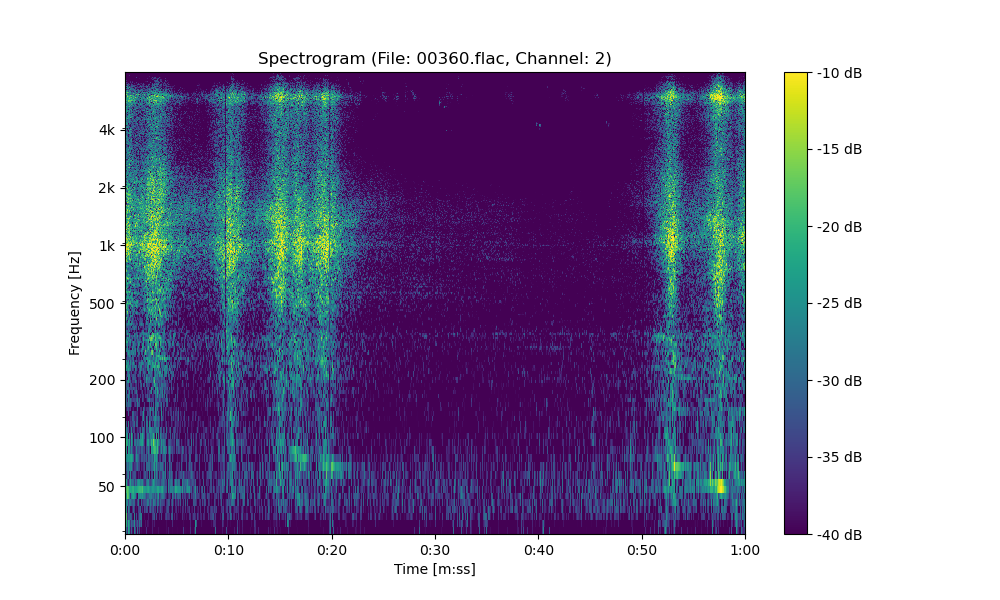 Spectrogram (File: 00360.flac, Channel: 2)
Frequency [Hz]
4k
2k
1k
500
200
100
50
0:00 0:10 0:20 0:30 0:40 0:50 1:00
Time [m:ss]
-10 dB
-15 dB
-20 dB
-25 dB
-30 dB
-35 dB
-40 dB